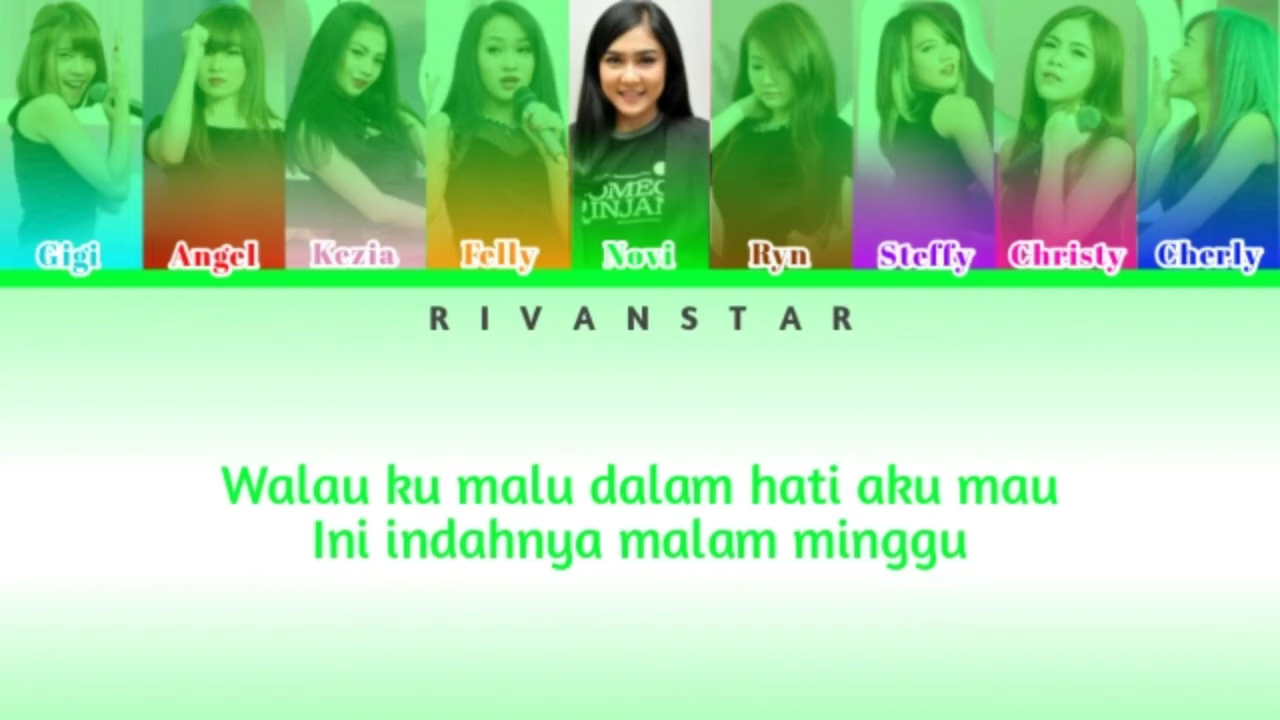 Gigi Angel Kezia Felly Novi Ryn Steffy Christy Cherly
RIVANSTAR
Walau ku malu dalam hati aku mau
Ini indahnya malam minggu